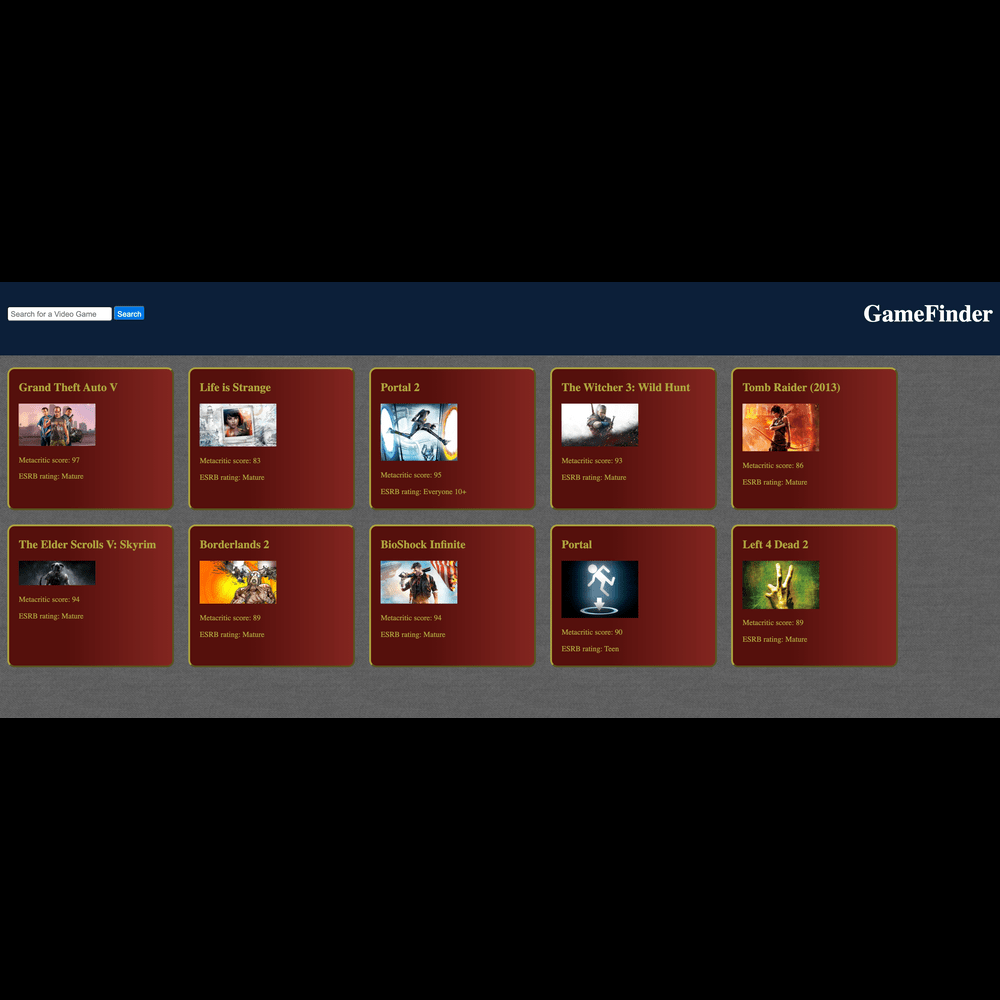 Search for a Video Game Search
GameFinder
Grand Theft Auto V
Metacritic score: 97
ESRB rating: Mature
Life is Strange
Metacritic score: 83
ESRB rating: Mature
Portal 2
Metacritic score: 95
ESRB rating: Everyone 10+
The Witcher 3: Wild Hunt
Metacritic score: 93
ESRB rating: Mature
Tomb Raider (2013)
Metacritic score: 86
ESRB rating: Mature
The Elder Scrolls V: Skyrim
Metacritic score: 94
ESRB rating: Mature
Borderlands 2
Metacritic score: 89
ESRB rating: Mature
BioShock Infinite
Metacritic score: 94
ESRB rating: Mature
Portal
Metacritic score: 90
ESRB rating: Teen
Left 4 Dead 2
Metacritic score: 89
ESRB rating: Mature